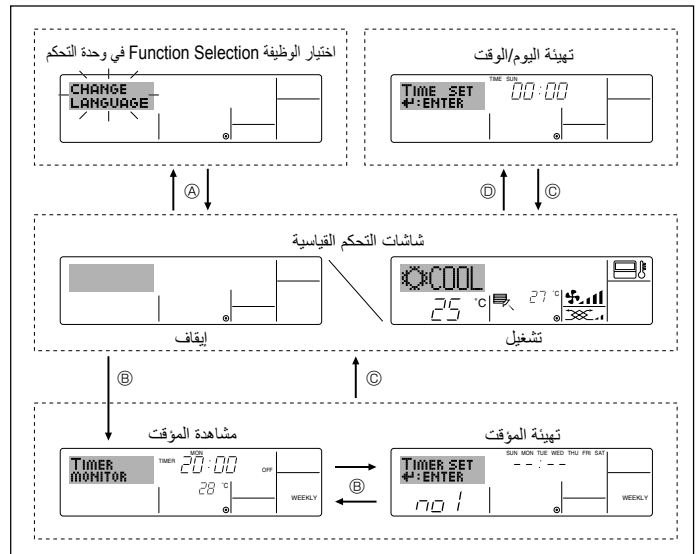 اختيار الوظيفة Function Selection في وحدة التحكم
CHANGE
LANGUAGE
تهيئة اليوم/الوقت
TIME SUN
TIME SET
↵:ENTER
00:00
Ⓐ
Ⓓ
Ⓒ
شاشات التحكم القياسية
COOL
25 °C
27 °C
إيقاف
تشغيل
Ⓑ
Ⓒ
مشاهدة المؤقت
TIMER
MONITOR
MON
TIMER 20:00 OFF
28 °C
WEEKLY
Ⓑ
تهيئة المؤقت
SUN MON TUE WED THU FRI SAT
TIMER SET
↵:ENTER
--:--
no 1
WEEKLY